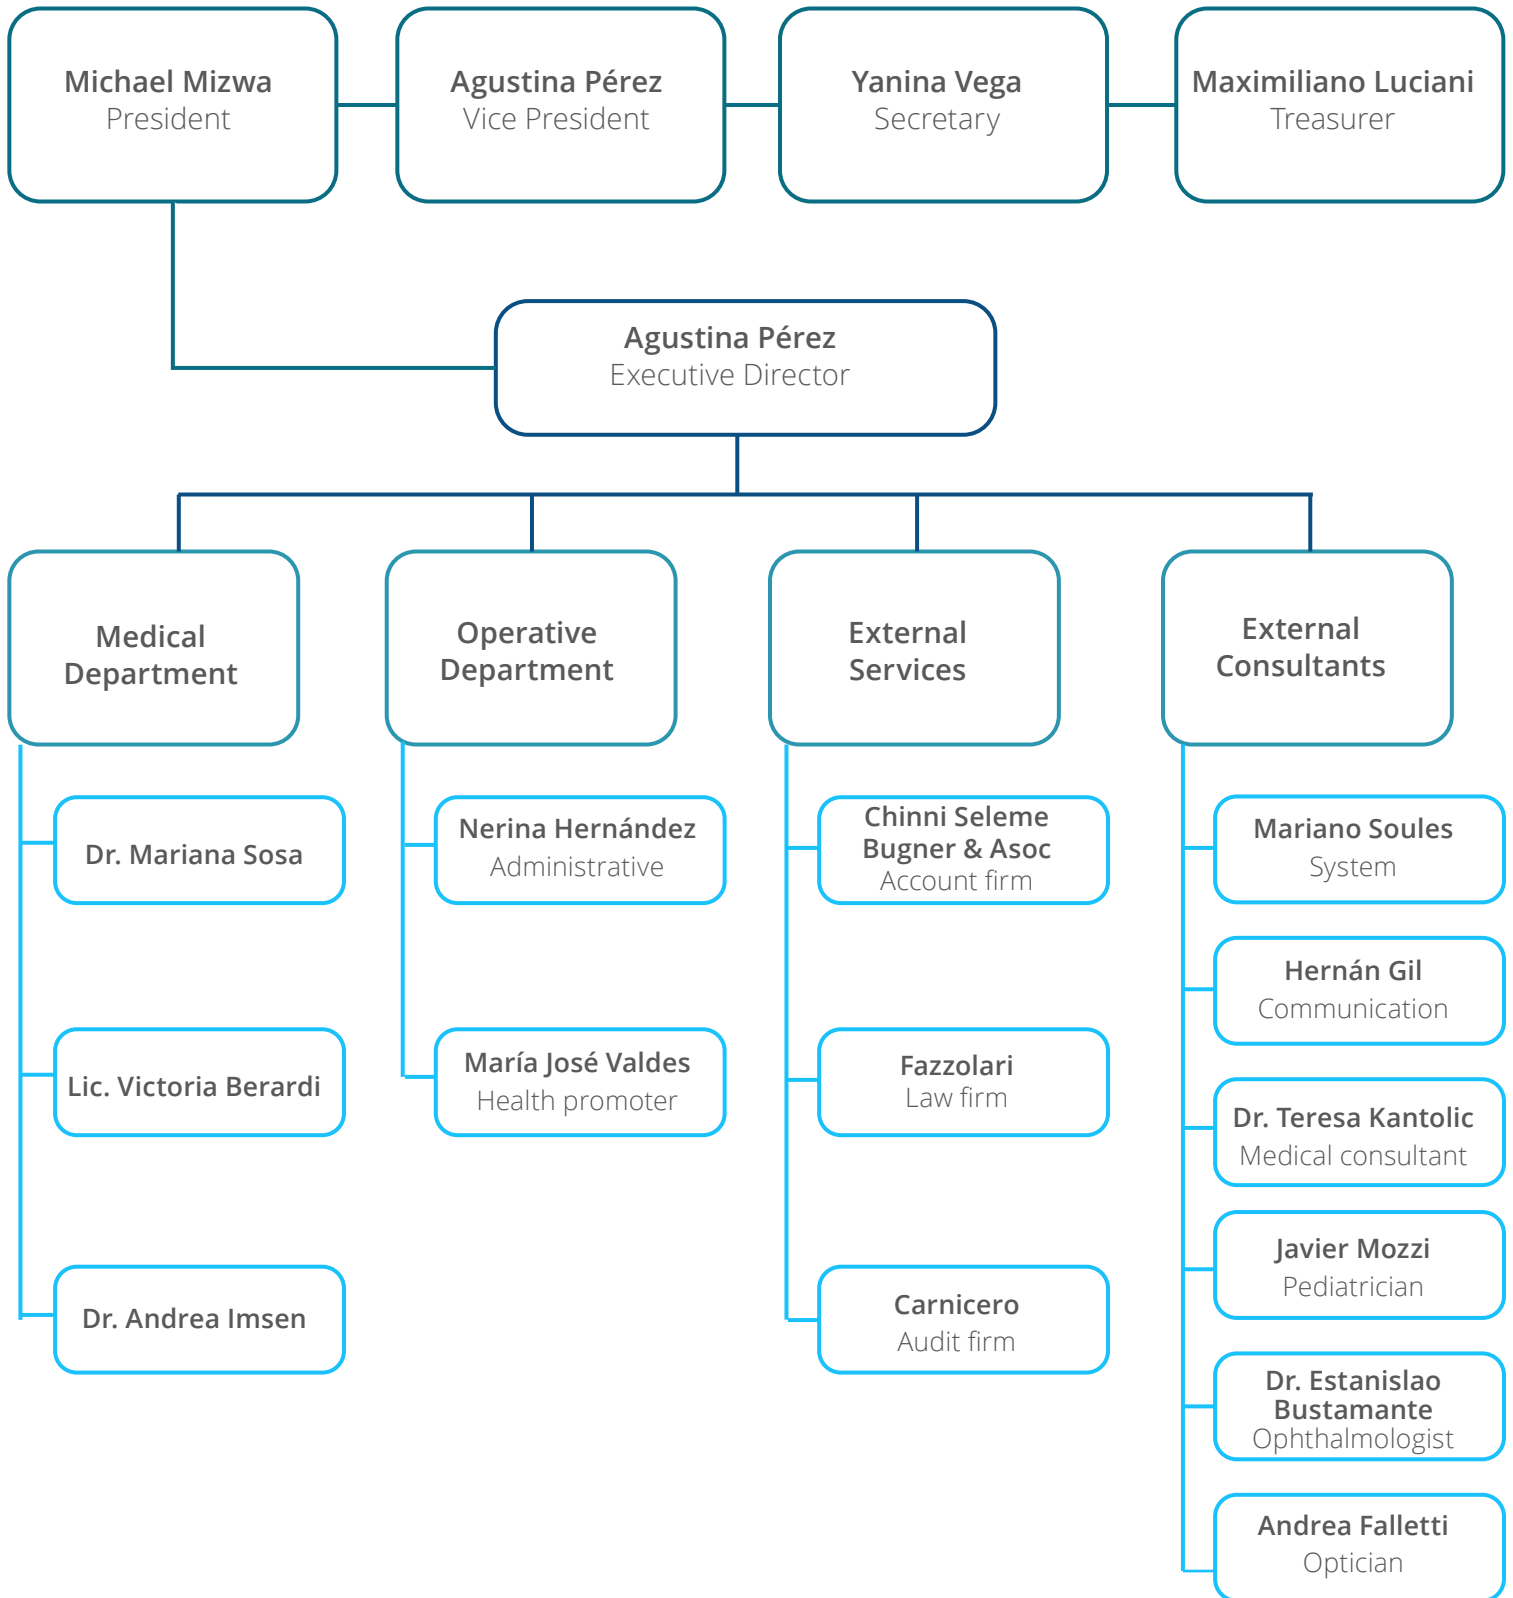 Michael Mizwa
President
Agustina Pérez
Vice President
Yanina Vega
Secretary
Maximiliano Luciani
Treasurer
Agustina Pérez
Executive Director
Medical
Department
Dr. Mariana Sosa
Lic. Victoria Berardi
Dr. Andrea Imsen
Operative
Department
Nerina Hernández
Administrative
María José Valdes
Health promoter
External
Services
Chinni Seleme
Bugner & Asoc
Account firm
Fazzolari
Law firm
Carnicero
Audit firm
External
Consultants
Mariano Soules
System
Hernán Gil
Communication
Dr. Teresa Kantolic
Medical consultant
Javier Mozzi
Pediatrician
Dr. Estanislao
Bustamante
Ophthalmologist
Andrea Falletti
Optician